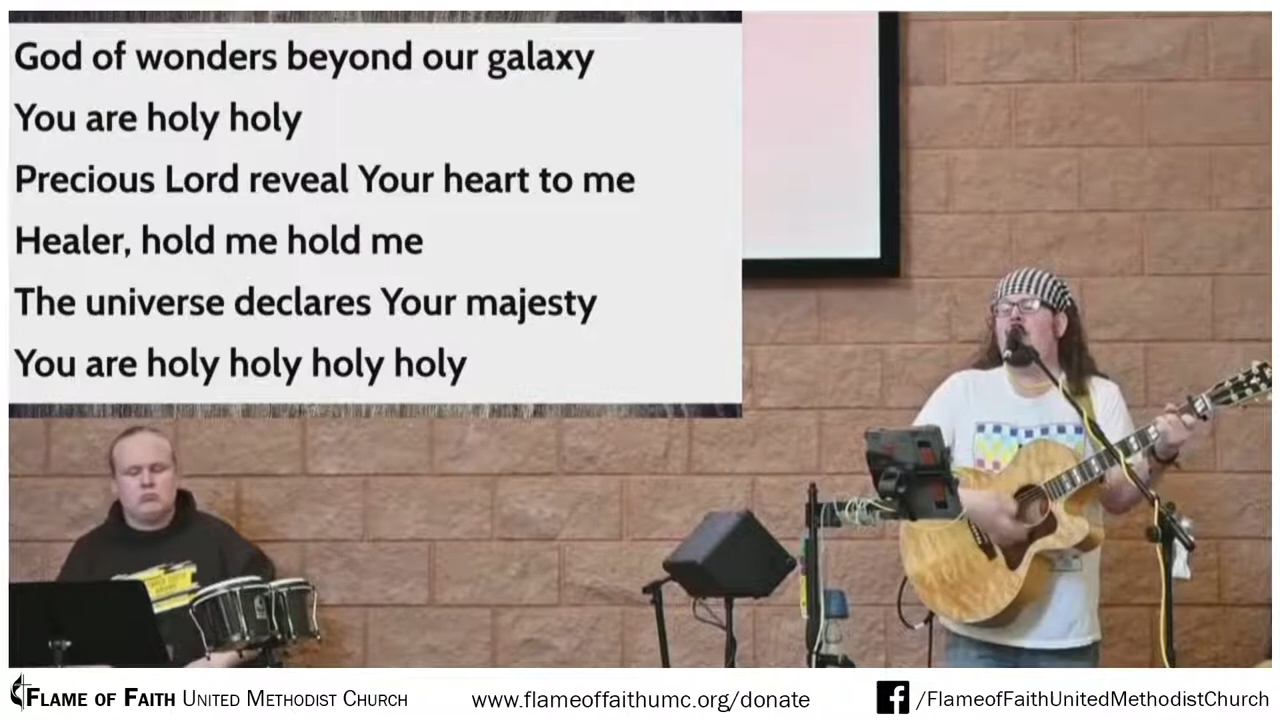 God of wonders beyond our galaxy
You are holy holy
Precious Lord reveal Your heart to me
Healer, hold me hold me
The universe declares Your majesty
You are holy holy holy holy
FLAME OF FAITH UNITED METHODIST CHURCH
www.flameoffaithumc.org/donate
/FlameofFaithUnitedMethodistChurch